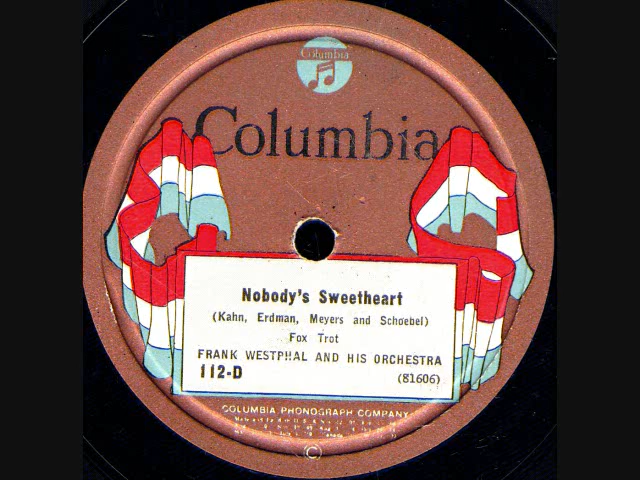 Columbia
Columbia
Nobody's Sweetheart
(Kahn, Erdman, Meyers and Schoebel)
Fox Trot
FRANK WESTPHAL AND HIS ORCHESTRA
112-D (81606)
COLUMBIA PHONOGRAPH COMPANY
©